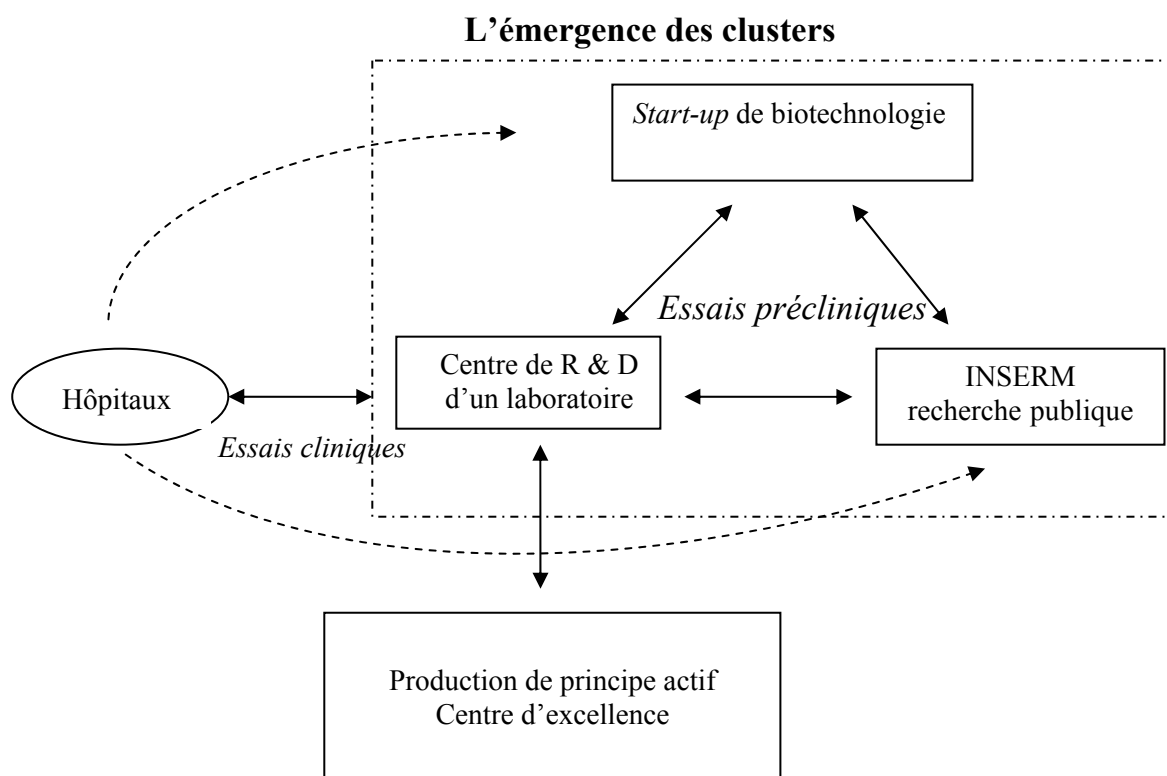 L’émergence des clusters
Start-up de biotechnologie
Essais précliniques
Centre de R & D
d’un laboratoire
INSERM
recherche publique
Hôpitaux
Essais cliniques
Production de principe actif
Centre d’excellence